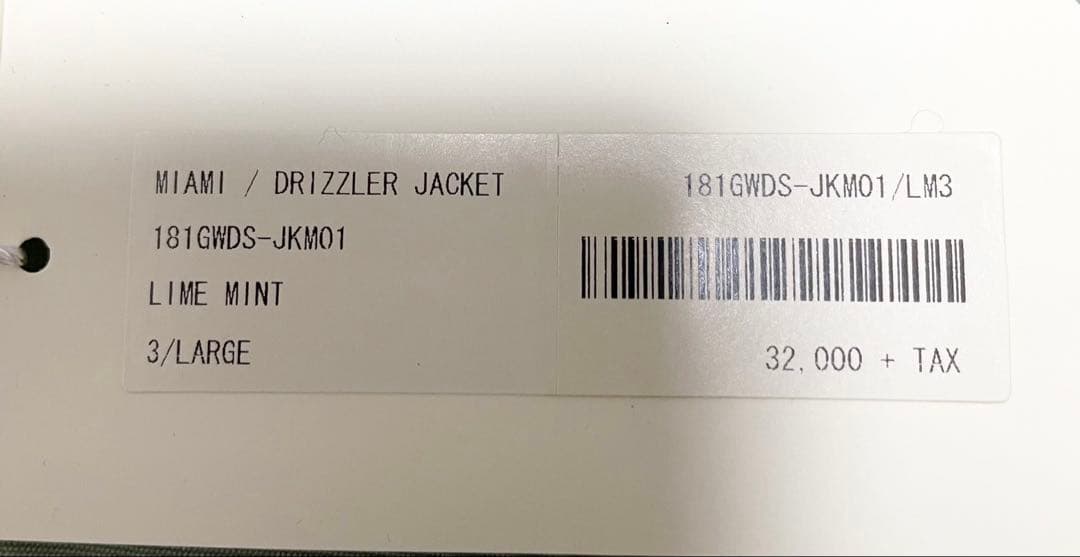 MIAMI / DRIZZLER JACKET
181GWDS-JKM01
LIME MINT
3/LARGE
181GWDS-JKM01/LM3
32,000 + TAX